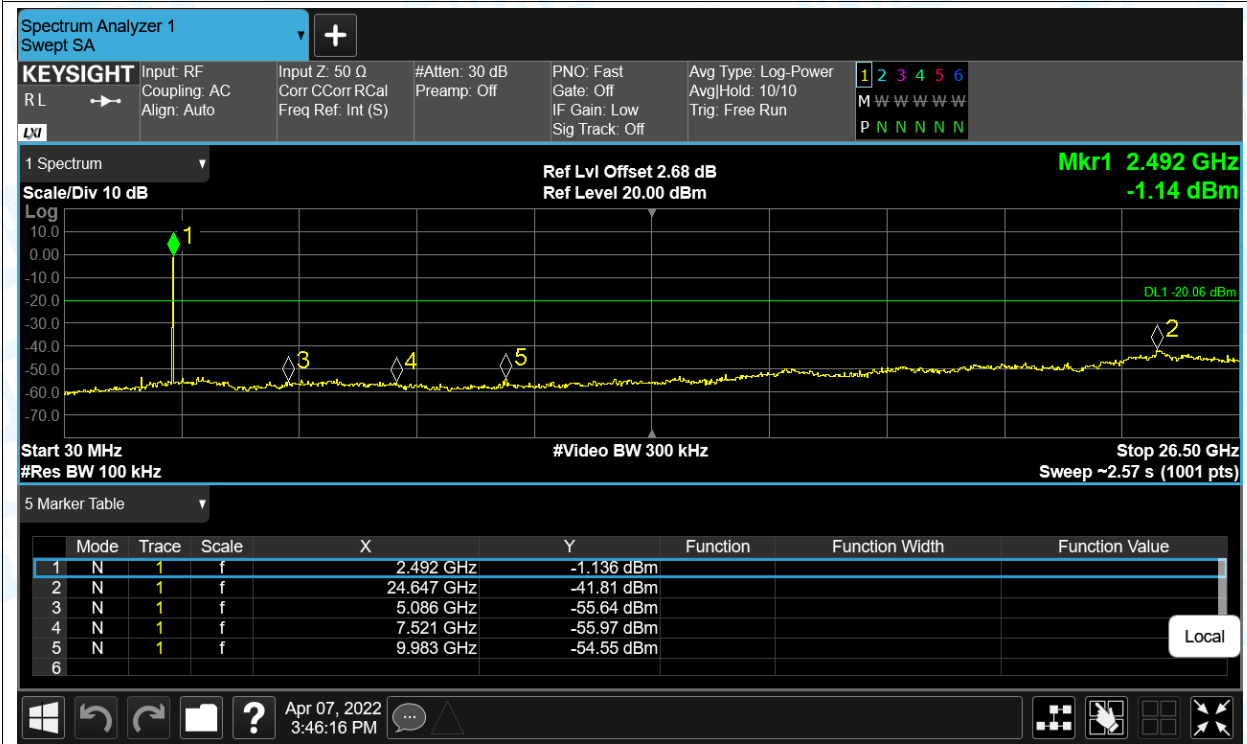 Spectrum Analyzer 1
Swept SA
KEYSIGHT
R L
LXI
Input: RF
Coupling: AC
Align: Auto
Input Z: 50 Ω
Corr CCorr RCal
Freq Ref: Int (S)
#Atten: 30 dB
Preamp: Off
PNO: Fast
Gate: Off
IF Gain: Low
Sig Track: Off
Avg Type: Log-Power
Avg|Hold: 10/10
Trig: Free Run
1 2 3 4 5 6
M W W W W W
P N N N N N
1 Spectrum
Scale/Div 10 dB
Ref Lvl Offset 2.68 dB
Ref Level 20.00 dBm
Mkr1 2.492 GHz
-1.14 dBm
Log
10.0
0.00
-10.0
-20.0
-30.0
-40.0
-50.0
-60.0
-70.0
1
DL1 -20.06 dBm
2
3
4
5
Start 30 MHz
#Video BW 300 kHz
Stop 26.50 GHz
#Res BW 100 kHz
Sweep ~2.57 s (1001 pts)
5 Marker Table
Mode Trace Scale X Y Function Function Width Function Value
1 N 1 f 2.492 GHz -1.136 dBm
2 N 1 f 24.647 GHz -41.81 dBm
3 N 1 f 5.086 GHz -55.64 dBm
4 N 1 f 7.521 GHz -55.97 dBm
5 N 1 f 9.983 GHz -54.55 dBm
6
Local
?
Apr 07, 2022
3:46:16 PM